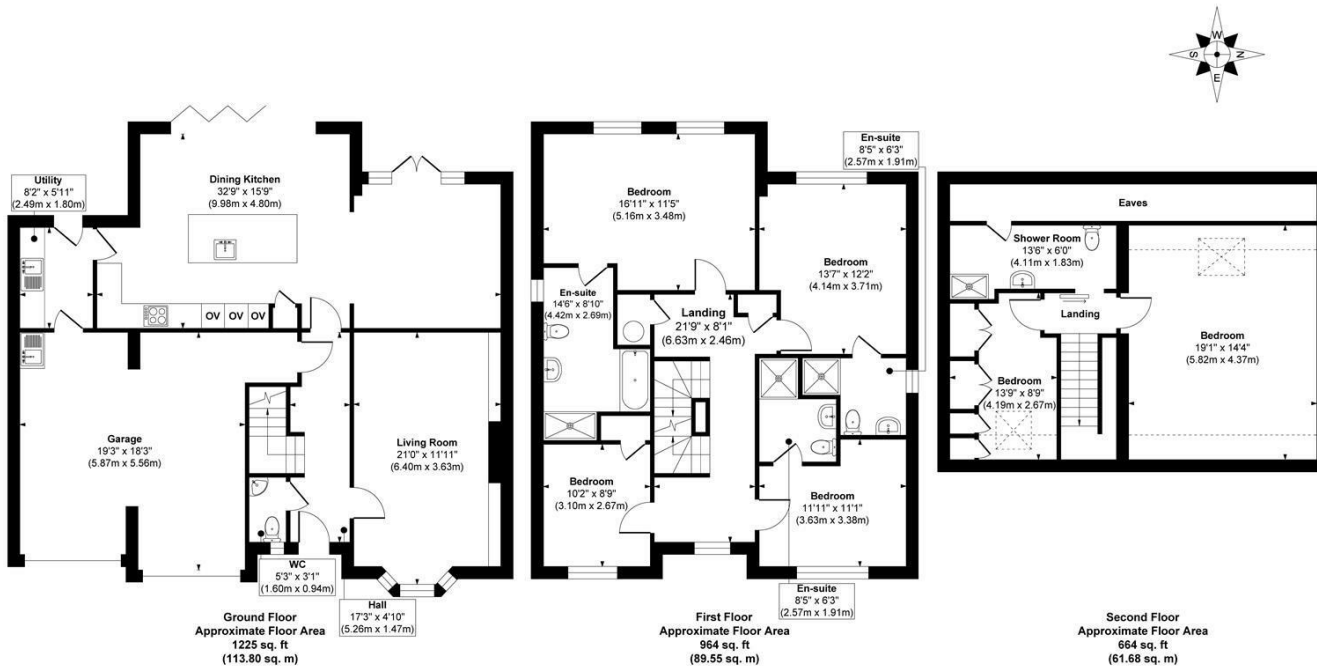 W
S
N
E
Utility
8'2" x 5'11"
(2.49m x 1.80m)
Dining Kitchen
32'9" x 15'9"
(9.98m x 4.80m)
OV
OV
OV
Garage
19'3" x 18'3"
(5.87m x 5.56m)
Living Room
21'0" x 11'11"
(6.40m x 3.63m)
WC
5'3" x 3'1"
(1.60m x 0.94m)
Hall
17'3" x 4'10"
(5.26m x 1.47m)
Ground Floor
Approximate Floor Area
1225 sq. ft
(113.80 sq. m)
En-suite
8'5" x 6'3"
(2.57m x 1.91m)
Bedroom
16'11" x 11'5"
(5.16m x 3.48m)
Bedroom
13'7" x 12'2"
(4.14m x 3.71m)
En-suite
14'6" x 8'10"
(4.42m x 2.69m)
Landing
21'9" x 8'1"
(6.63m x 2.46m)
Bedroom
10'2" x 8'9"
(3.10m x 2.67m)
Bedroom
11'11" x 11'1"
(3.63m x 3.38m)
En-suite
8'5" x 6'3"
(2.57m x 1.91m)
First Floor
Approximate Floor Area
964 sq. ft
(89.55 sq. m)
Eaves
Shower Room
13'6" x 6'0"
(4.11m x 1.83m)
Landing
Bedroom
19'1" x 14'4"
(5.82m x 4.37m)
Bedroom
13'9" x 8'9"
(4.19m x 2.67m)
Second Floor
Approximate Floor Area
664 sq. ft
(61.68 sq. m)